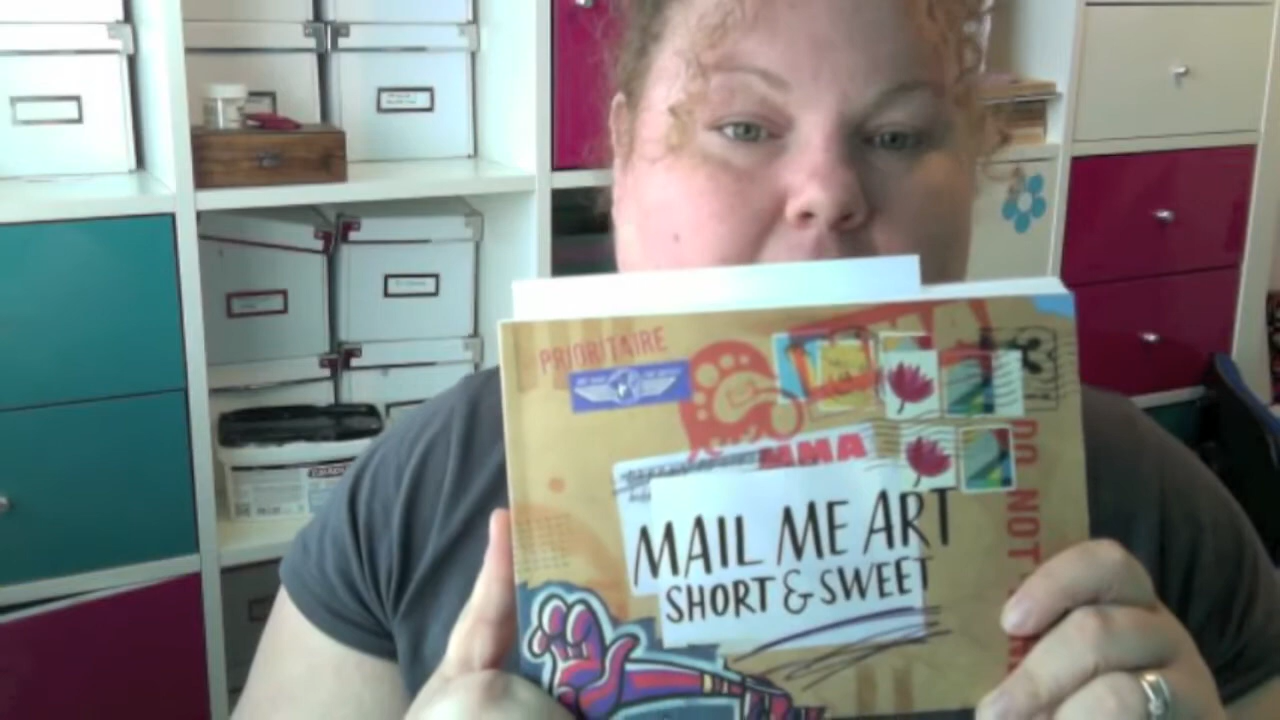 PRIORITAIRE
MMA
MAIL ME ART
SHORT & SWEET
DO NOT